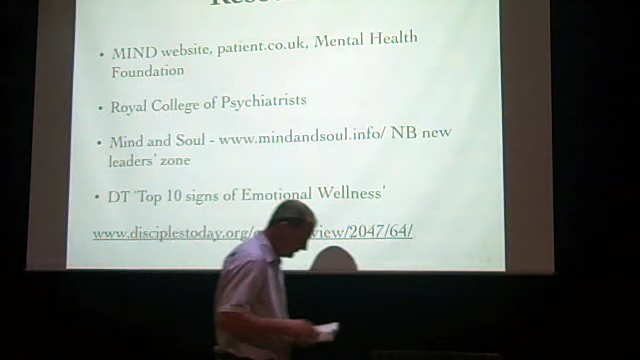 • MIND website, patient.co.uk, Mental Health
Foundation
• Royal College of Psychiatrists
• Mind and Soul - www.mindandsoul.info/ NB new
leaders' zone
• DT 'Top 10 signs of Emotional Wellness'
www.disciplestoday.org/ view/2047/64/